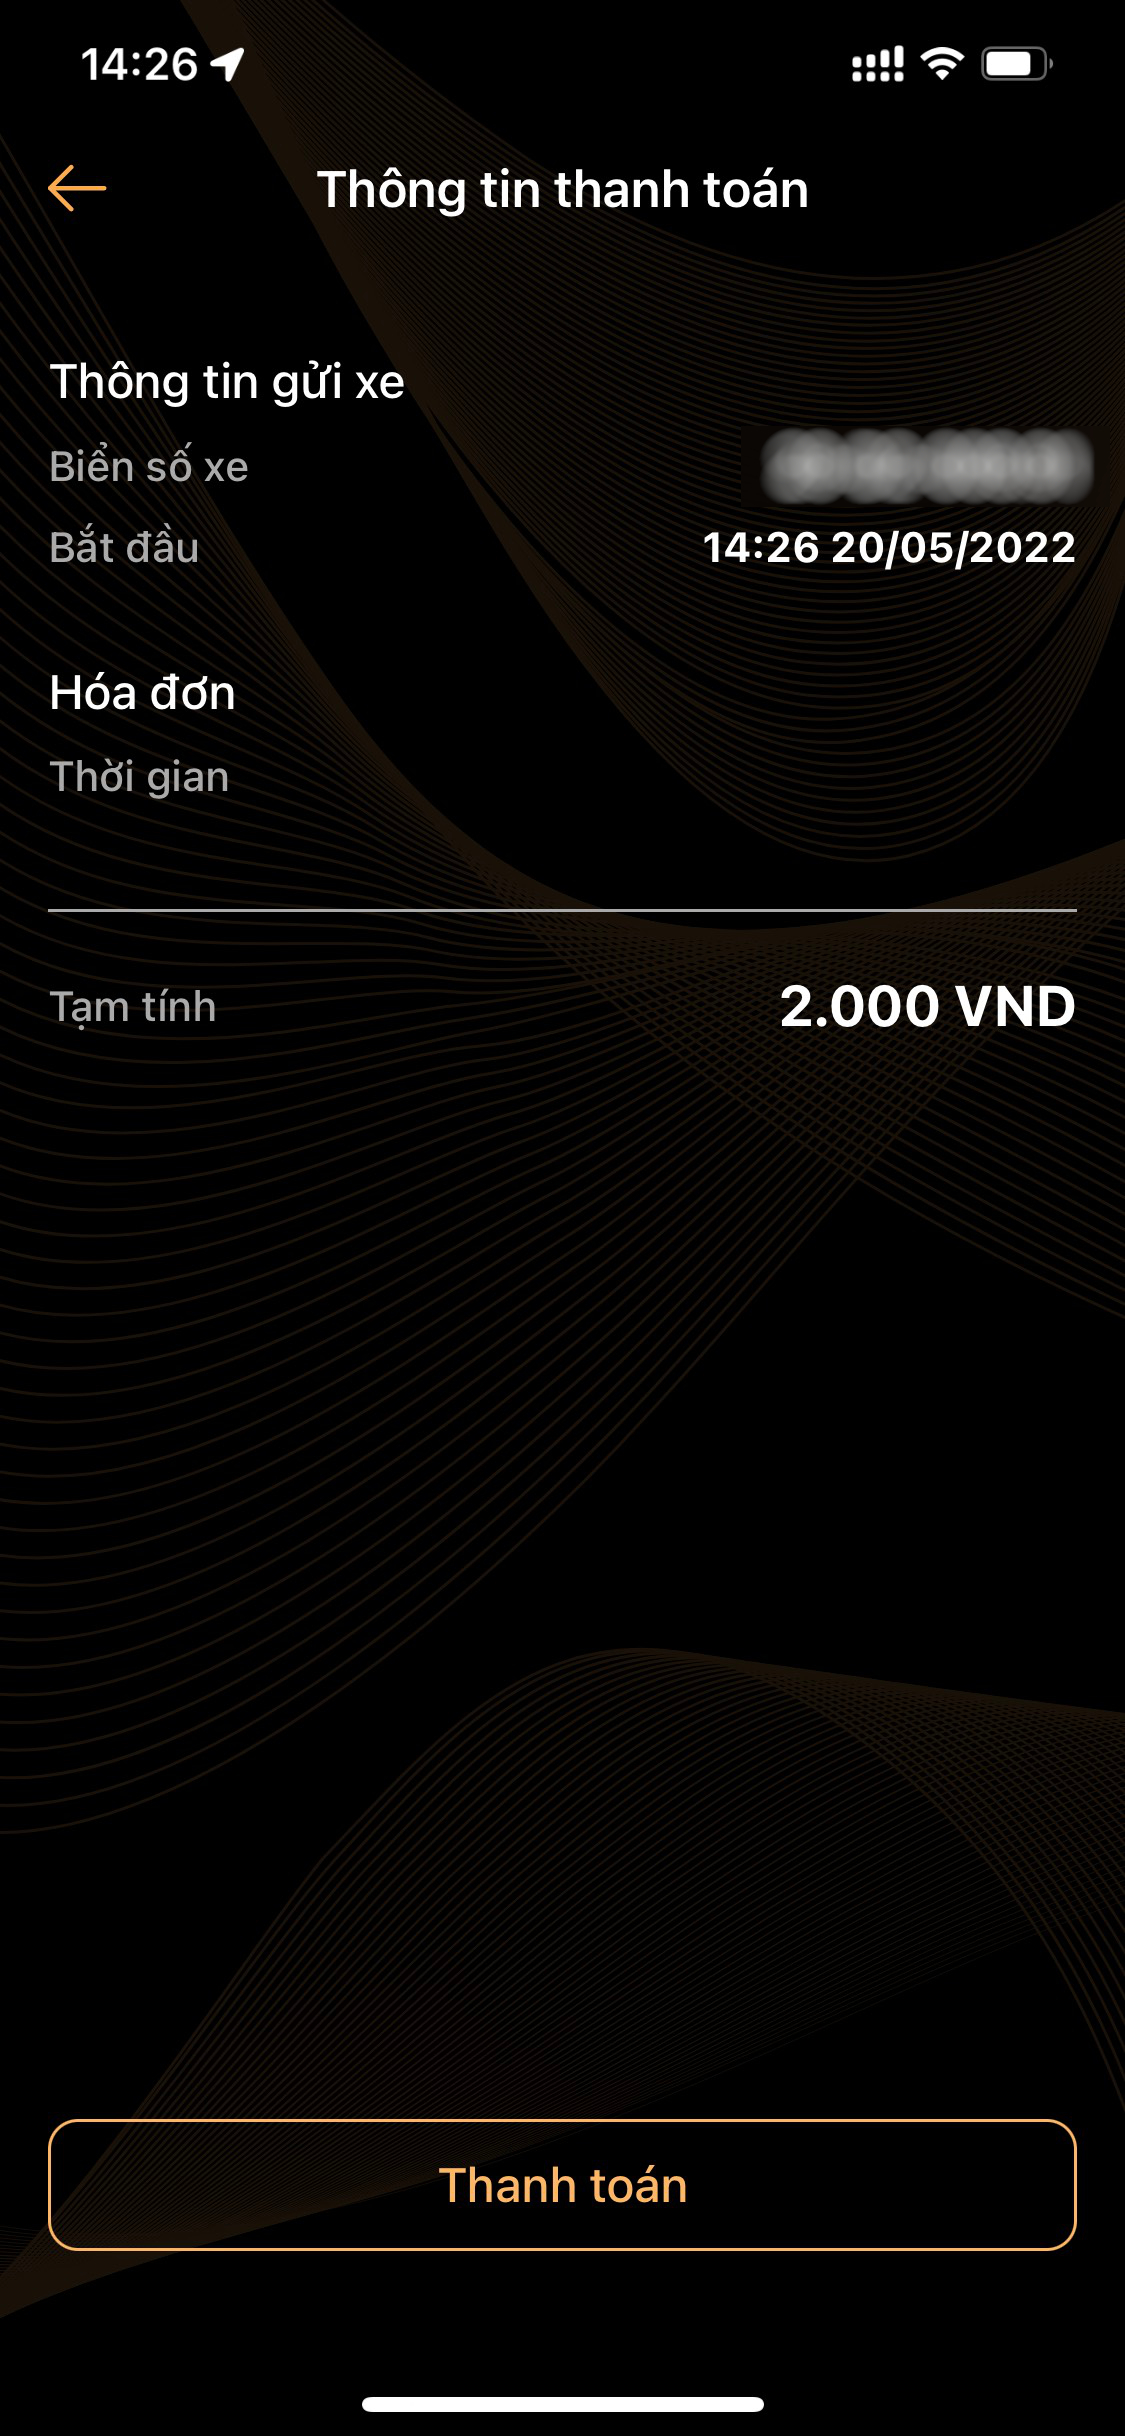 14:26
Thông tin thanh toán
Thông tin gửi xe
Biển số xe
Bắt đầu 14:26 20/05/2022
Hóa đơn
Thời gian
Tạm tính 2.000 VND
Thanh toán